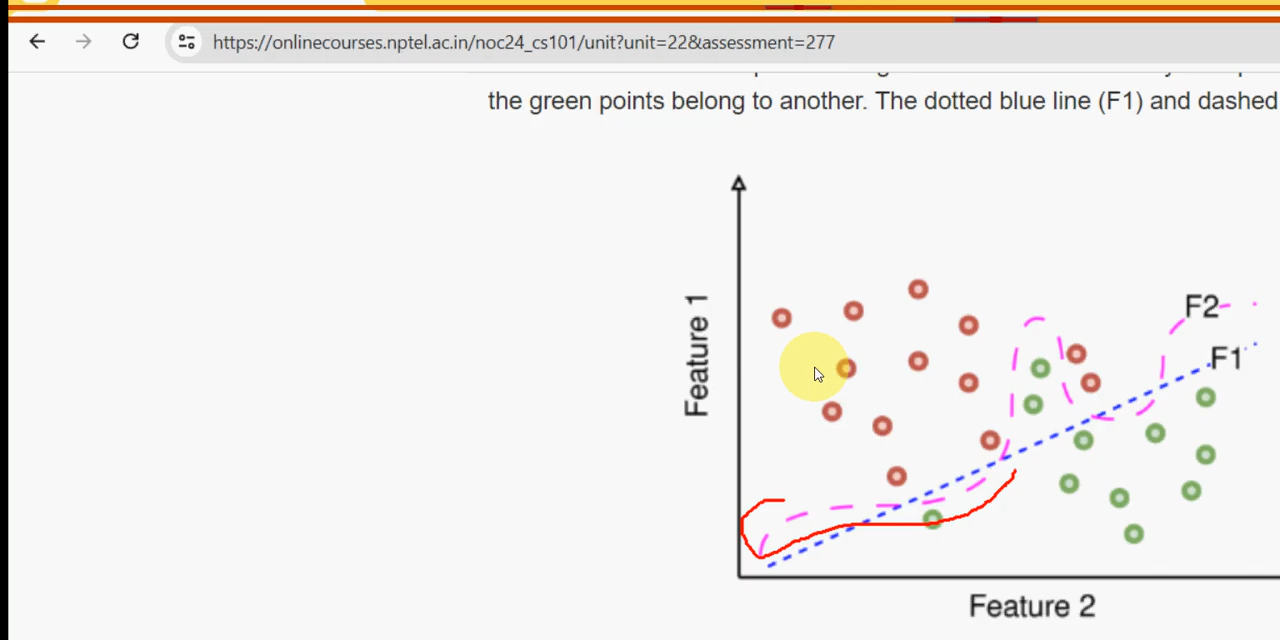 https://onlinecourses.nptel.ac.in/noc24_cs101/unit?unit=22&assessment=277
the green points belong to another. The dotted blue line (F1) and dashed
Feature 1
F2
F1
Feature 2